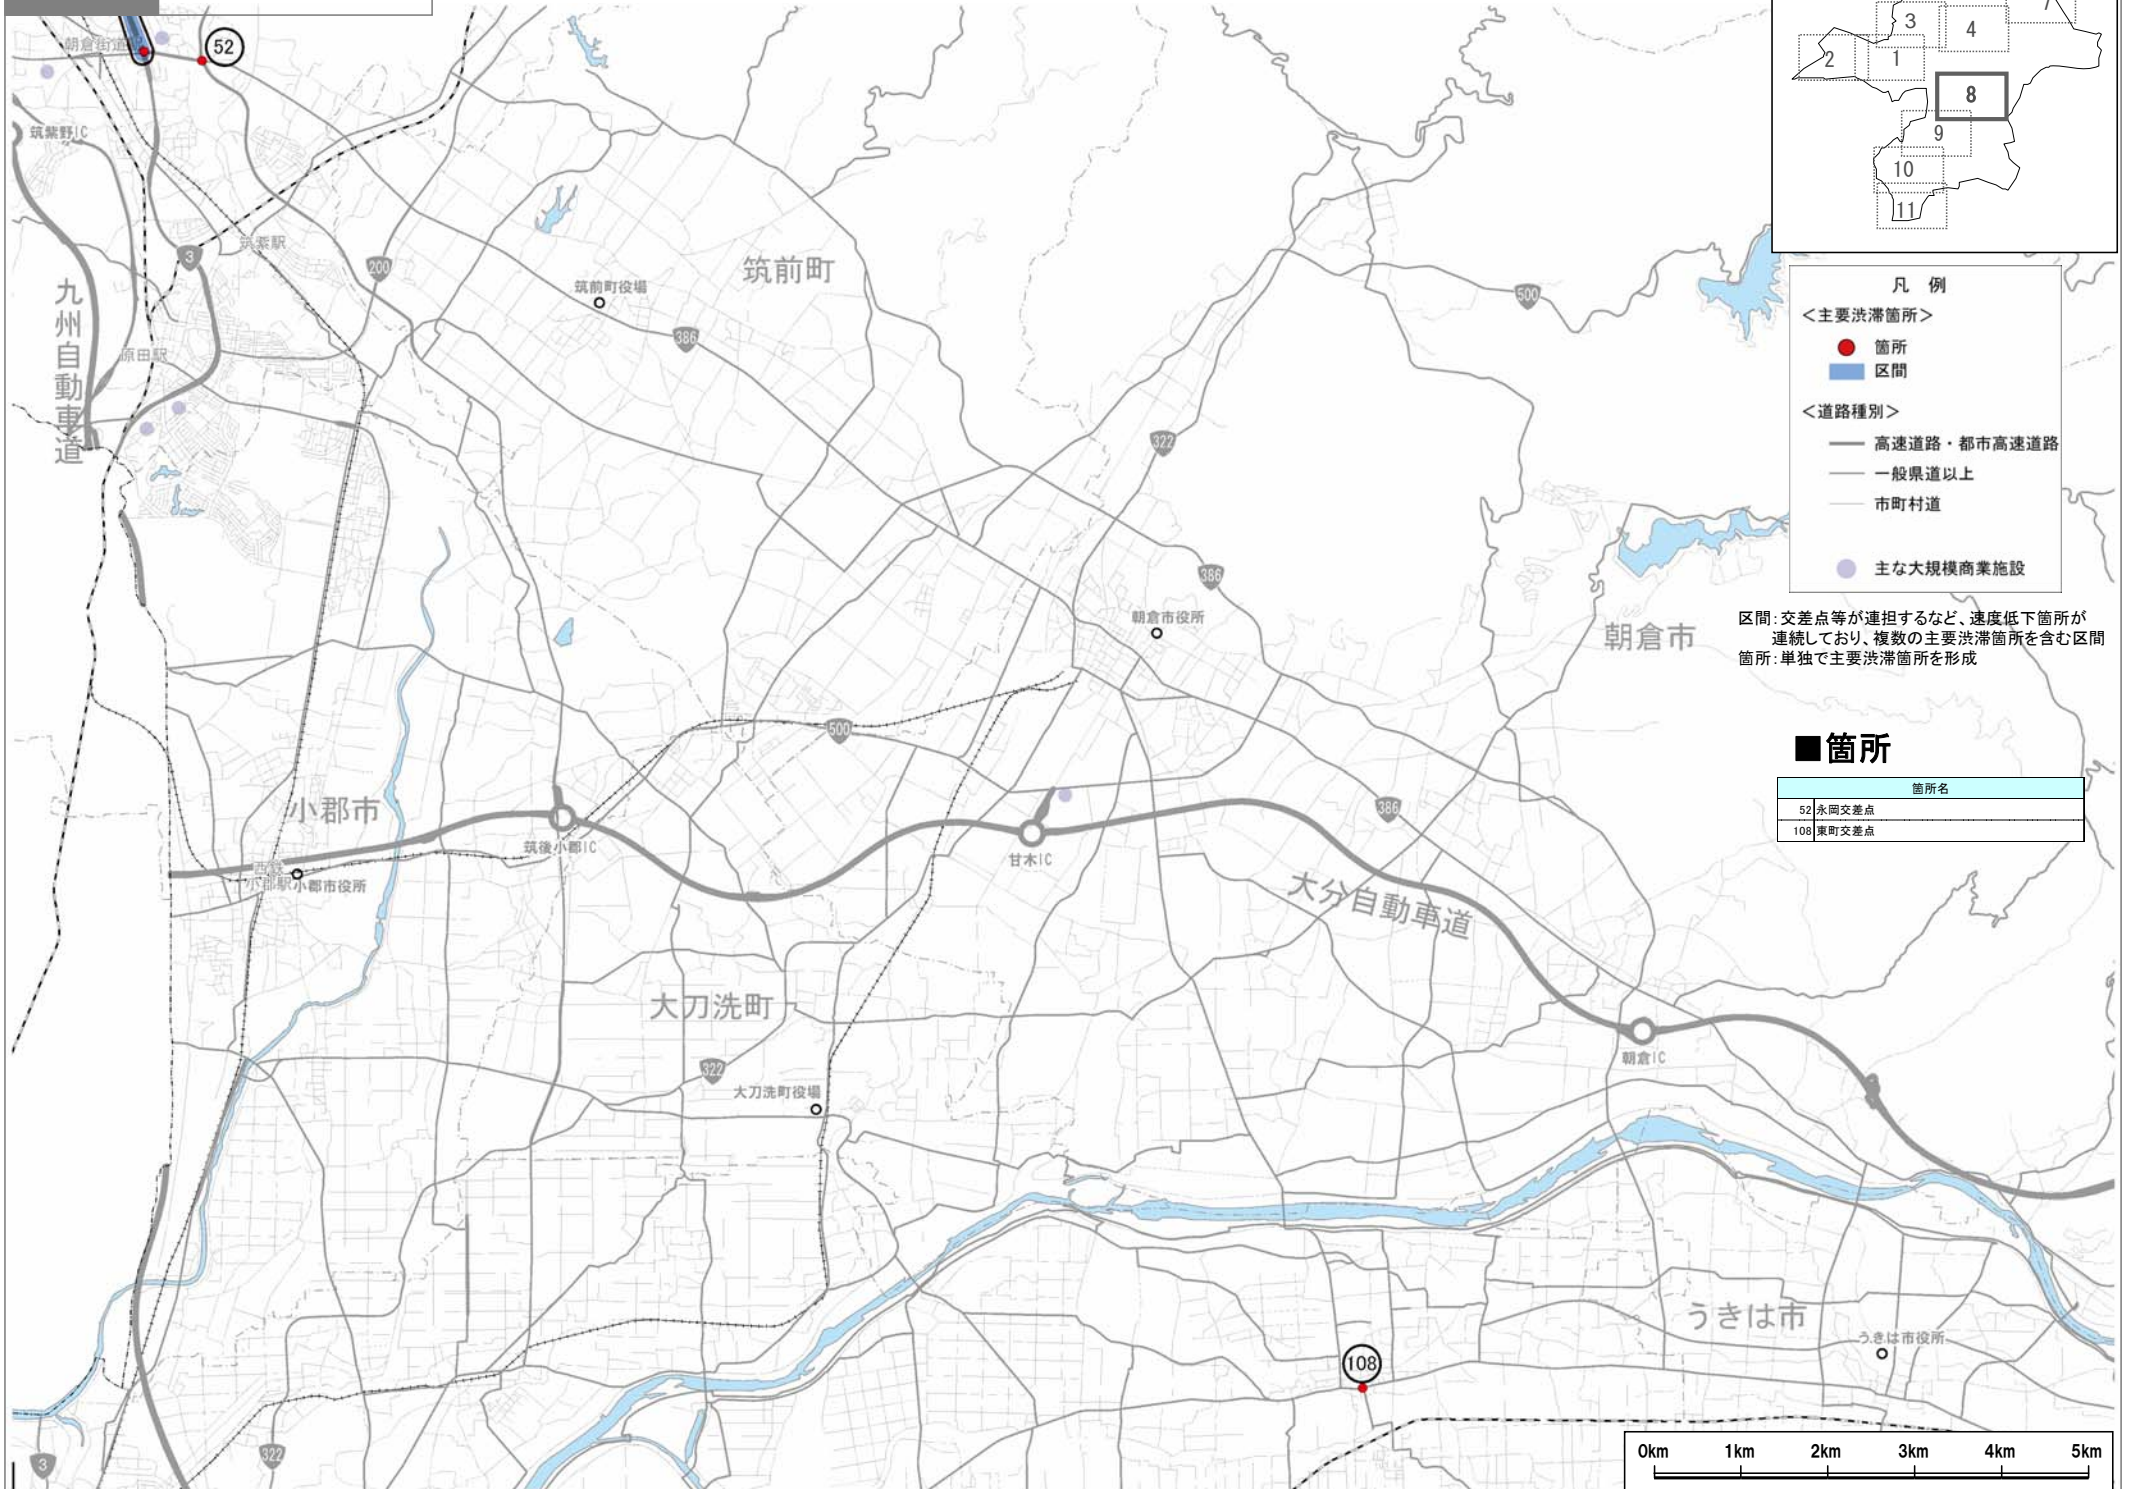 朝倉街道駅
52
筑紫野IC
筑紫駅
3
200
筑前町役場
筑前町
386
500
九州自動車道
原田駅
322
386
朝倉市役所
朝倉市
500
386
小郡市
筑後小郡IC
甘木IC
西鉄
小郡駅
小郡市役所
大分自動車道
大刀洗町
322
大刀洗町役場
朝倉IC
うきは市
うきは市役所
108
3
322
3
4
7
2
1
8
9
10
11
凡 例
<主要渋滞箇所>
箇所
区間
<道路種別>
高速道路・都市高速道路
一般県道以上
市町村道
主な大規模商業施設
区間:交差点等が連担するなど、速度低下箇所が
連続しており、複数の主要渋滞箇所を含む区間
箇所:単独で主要渋滞箇所を形成
■箇所
箇所名
52 永岡交差点
108 東町交差点
0km 1km 2km 3km 4km 5km